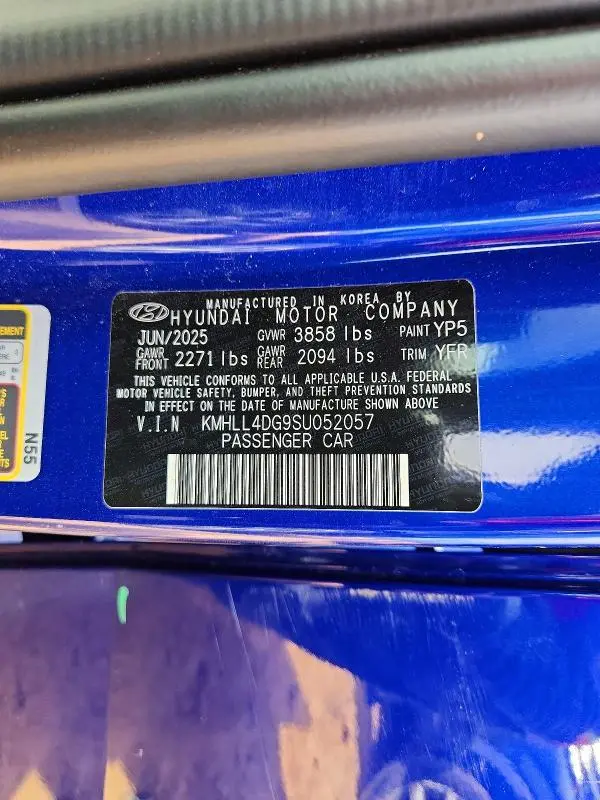 MANUFACTURED IN KOREA BY
HYUNDAI MOTOR COMPANY
JUN/2025 GVWR 3858 lbs PAINT YP5
GAWR FRONT 2271 lbs GAWR REAR 2094 lbs TRIM YFR
THIS VEHICLE CONFORMS TO ALL APPLICABLE U.S.A. FEDERAL
MOTOR VEHICLE SAFETY, BUMPER, AND THEFT PREVENTION STANDARDS
IN EFFECT ON THE DATE OF MANUFACTURE SHOWN ABOVE
V.I.N KMHLL4DG9SU052057
PASSENGER CAR
N55